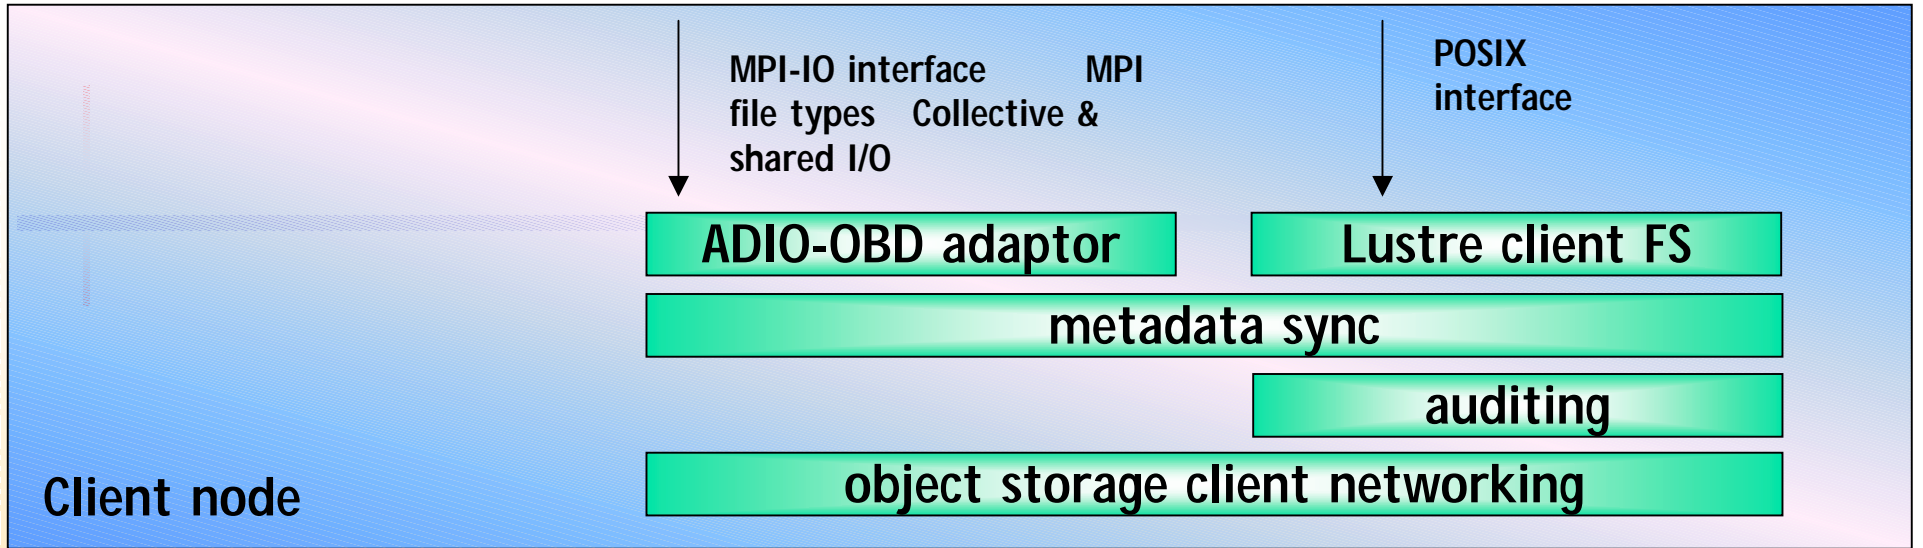 MPI-IO interface MPI
file types Collective &
shared I/O
POSIX
interface
ADIO-OBD adaptor
Lustre client FS
metadata sync
auditing
object storage client networking
Client node